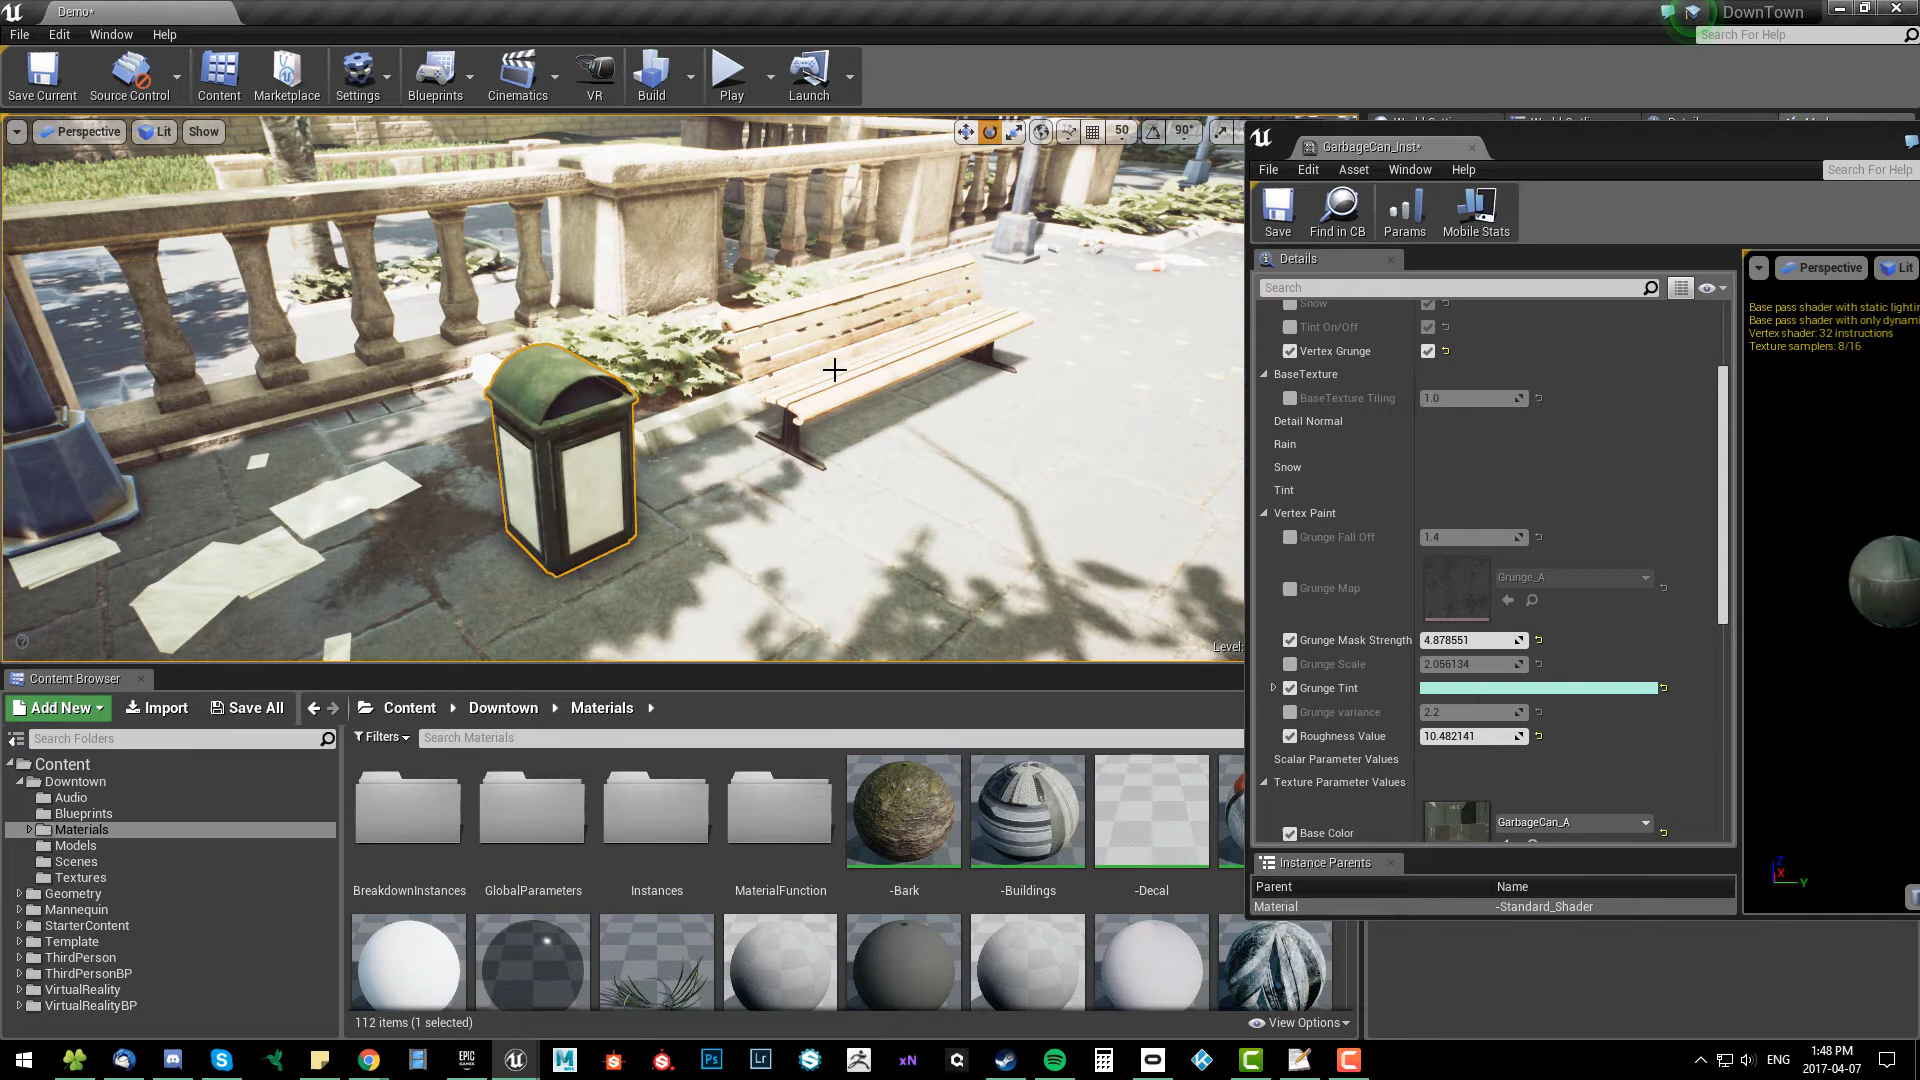 Demo*
DownTown
File Edit Window Help
Search For Help
Save Current Source Control Content Marketplace Settings Blueprints Cinematics VR Build Play Launch
Perspective Lit Show
50 90°
GarbageCan_Inst*
File Edit Asset Window Help
Search For Help
Save Find in CB Params Mobile Stats
Details
Search
Snow
Tint On/Off
Vertex Grunge
BaseTexture
BaseTexture Tiling 1.0
Detail Normal
Rain
Snow
Tint
Vertex Paint
Grunge Fall Off 1.4
Grunge Map Grunge_A
Grunge Mask Strength 4.878551
Grunge Scale 2.056134
Grunge Tint
Grunge variance 2.2
Roughness Value 10.482141
Scalar Parameter Values
Texture Parameter Values
Base Color GarbageCan_A
Instance Parents
Parent Name
Material -Standard_Shader
Perspective Lit
Base pass shader with static lightin
Base pass shader with only dynami
Vertex shader: 32 instructions
Texture samplers: 8/16
Z
X
Y
Level:
Content Browser
Add New Import Save All Content Downtown Materials
Search Folders
Filters Search Materials
Content
Downtown
Audio
Blueprints
Materials
Models
Scenes
Textures
Geometry
Mannequin
StarterContent
Template
ThirdPerson
ThirdPersonBP
VirtualReality
VirtualRealityBP
BreakdownInstances GlobalParameters Instances MaterialFunction -Bark -Buildings -Decal
112 items (1 selected)
View Options
EPIC GAMES
Ps Lr xN
ENG
1:48 PM
2017-04-07